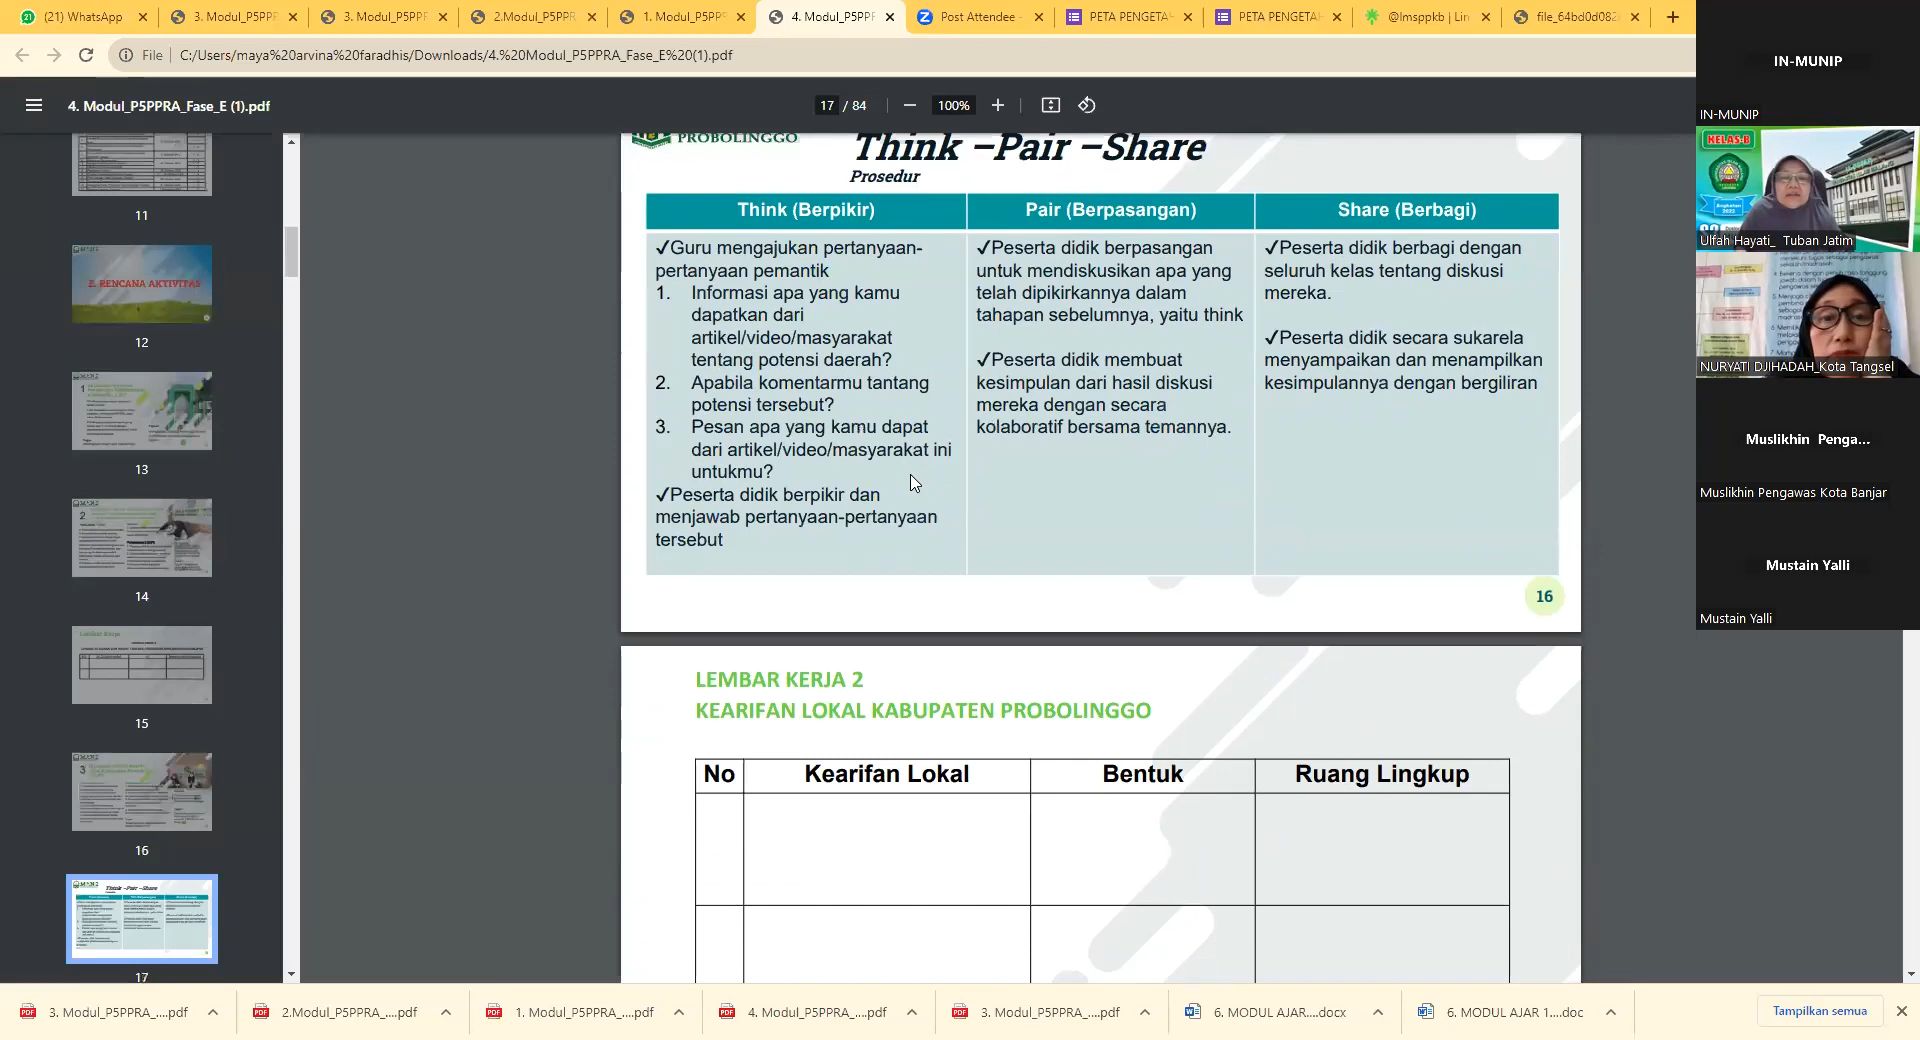 (21) WhatsApp
3. Modul_P5PPR
3. Modul_P5PP
2.Modul_P5PPR
1. Modul_P5PP
4. Modul_P5PP
Post Attendee -
PETA PENGETAH
PETA PENGETAH
@lmsppkb | Lin
file_64bd0d082
File C:/Users/maya%20arvina%20faradhis/Downloads/4.%20Modul_P5PPRA_Fase_E%20(1).pdf
4. Modul_P5PPRA_Fase_E (1).pdf
17 / 84
100%
11
2. RENCANA AKTIVITAS
12
13
14
15
16
17
PROBOLINGGO
Think –Pair –Share
Prosedur
Think (Berpikir) Pair (Berpasangan) Share (Berbagi)
✓Guru mengajukan pertanyaan-
pertanyaan pemantik
1. Informasi apa yang kamu
dapatkan dari
artikel/video/masyarakat
tentang potensi daerah?
2. Apabila komentarmu tantang
potensi tersebut?
3. Pesan apa yang kamu dapat
dari artikel/video/masyarakat ini
untukmu?
✓Peserta didik berpikir dan
menjawab pertanyaan-pertanyaan
tersebut
✓Peserta didik berpasangan
untuk mendiskusikan apa yang
telah dipikirkannya dalam
tahapan sebelumnya, yaitu think
✓Peserta didik membuat
kesimpulan dari hasil diskusi
mereka dengan secara
kolaboratif bersama temannya.
✓Peserta didik berbagi dengan
seluruh kelas tentang diskusi
mereka.
✓Peserta didik secara sukarela
menyampaikan dan menampilkan
kesimpulannya dengan bergiliran
16
LEMBAR KERJA 2
KEARIFAN LOKAL KABUPATEN PROBOLINGGO
No Kearifan Lokal Bentuk Ruang Lingkup
IN-MUNIP
IN-MUNIP
KELAS-B
Angkatan
2022
Ulfah Hayati_ Tuban Jatim
NURYATI DJIHADAH_Kota Tangsel
Muslikhin Penga...
Muslikhin Pengawas Kota Banjar
Mustain Yalli
Mustain Yalli
3. Modul_P5PPRA_....pdf
2.Modul_P5PPRA_....pdf
1. Modul_P5PPRA_....pdf
4. Modul_P5PPRA_....pdf
3. Modul_P5PPRA_....pdf
6. MODUL AJAR....docx
6. MODUL AJAR 1....doc
Tampilkan semua